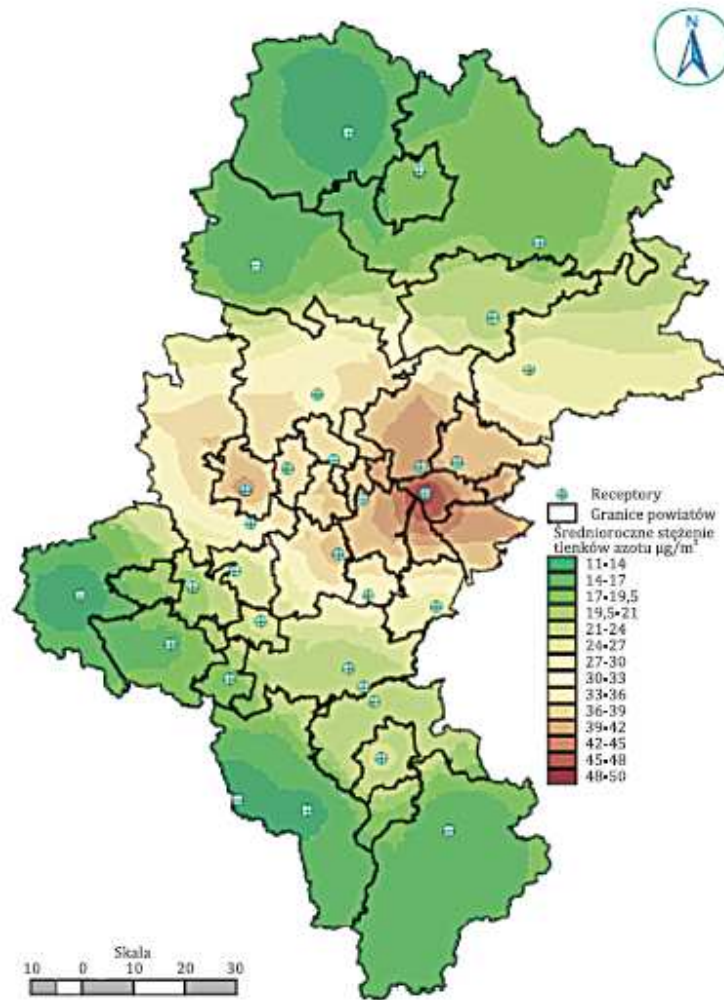 N
Receptory
Granice powiatów
Średnioroczne stężenie
tlenków azotu µg/m³
11-14
14-17
17-19,5
19,5-21
21-24
24-27
27-30
30-33
33-36
36-39
39-42
42-45
45-48
48-50
Skala
10 0 10 20 30